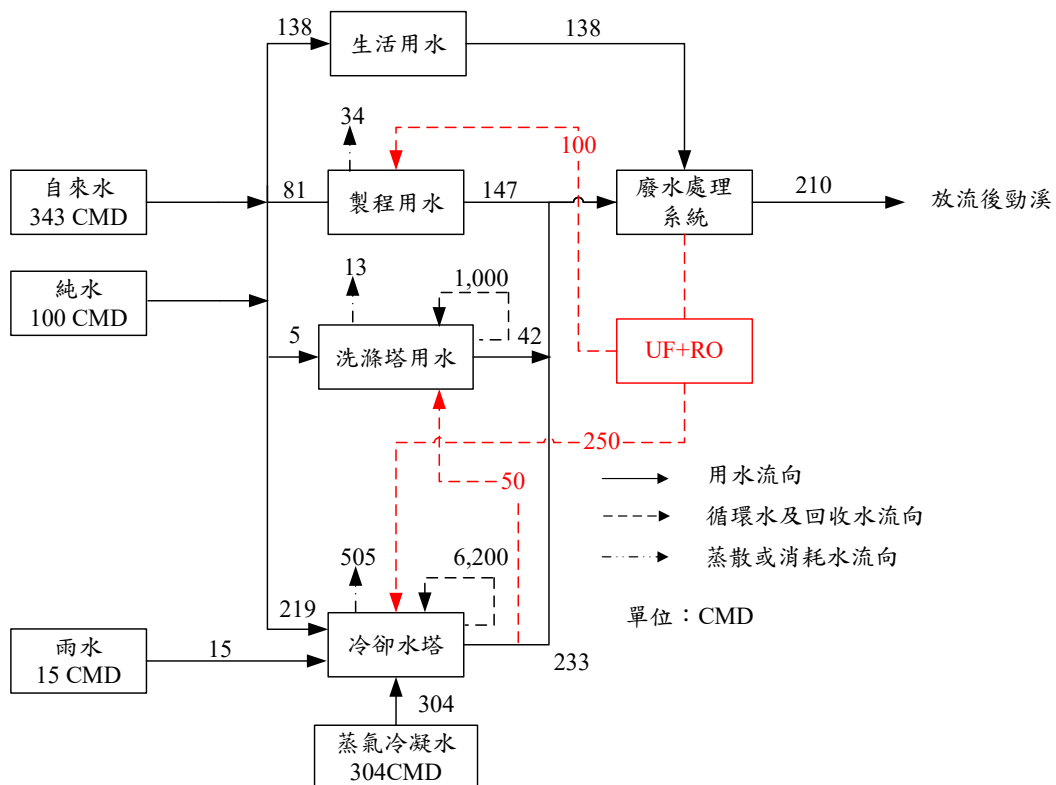 138
生活用水
138
34
100
自來水
343 CMD
81
製程用水
147
廢水處理
系統
210
放流後勁溪
純水
100 CMD
13
1,000
5
洗滌塔用水
42
UF+RO
250
50
用水流向
循環水及回收水流向
蒸散或消耗水流向
單位：CMD
505
6,200
219
雨水
15 CMD
15
冷卻水塔
233
304
蒸氣冷凝水
304CMD